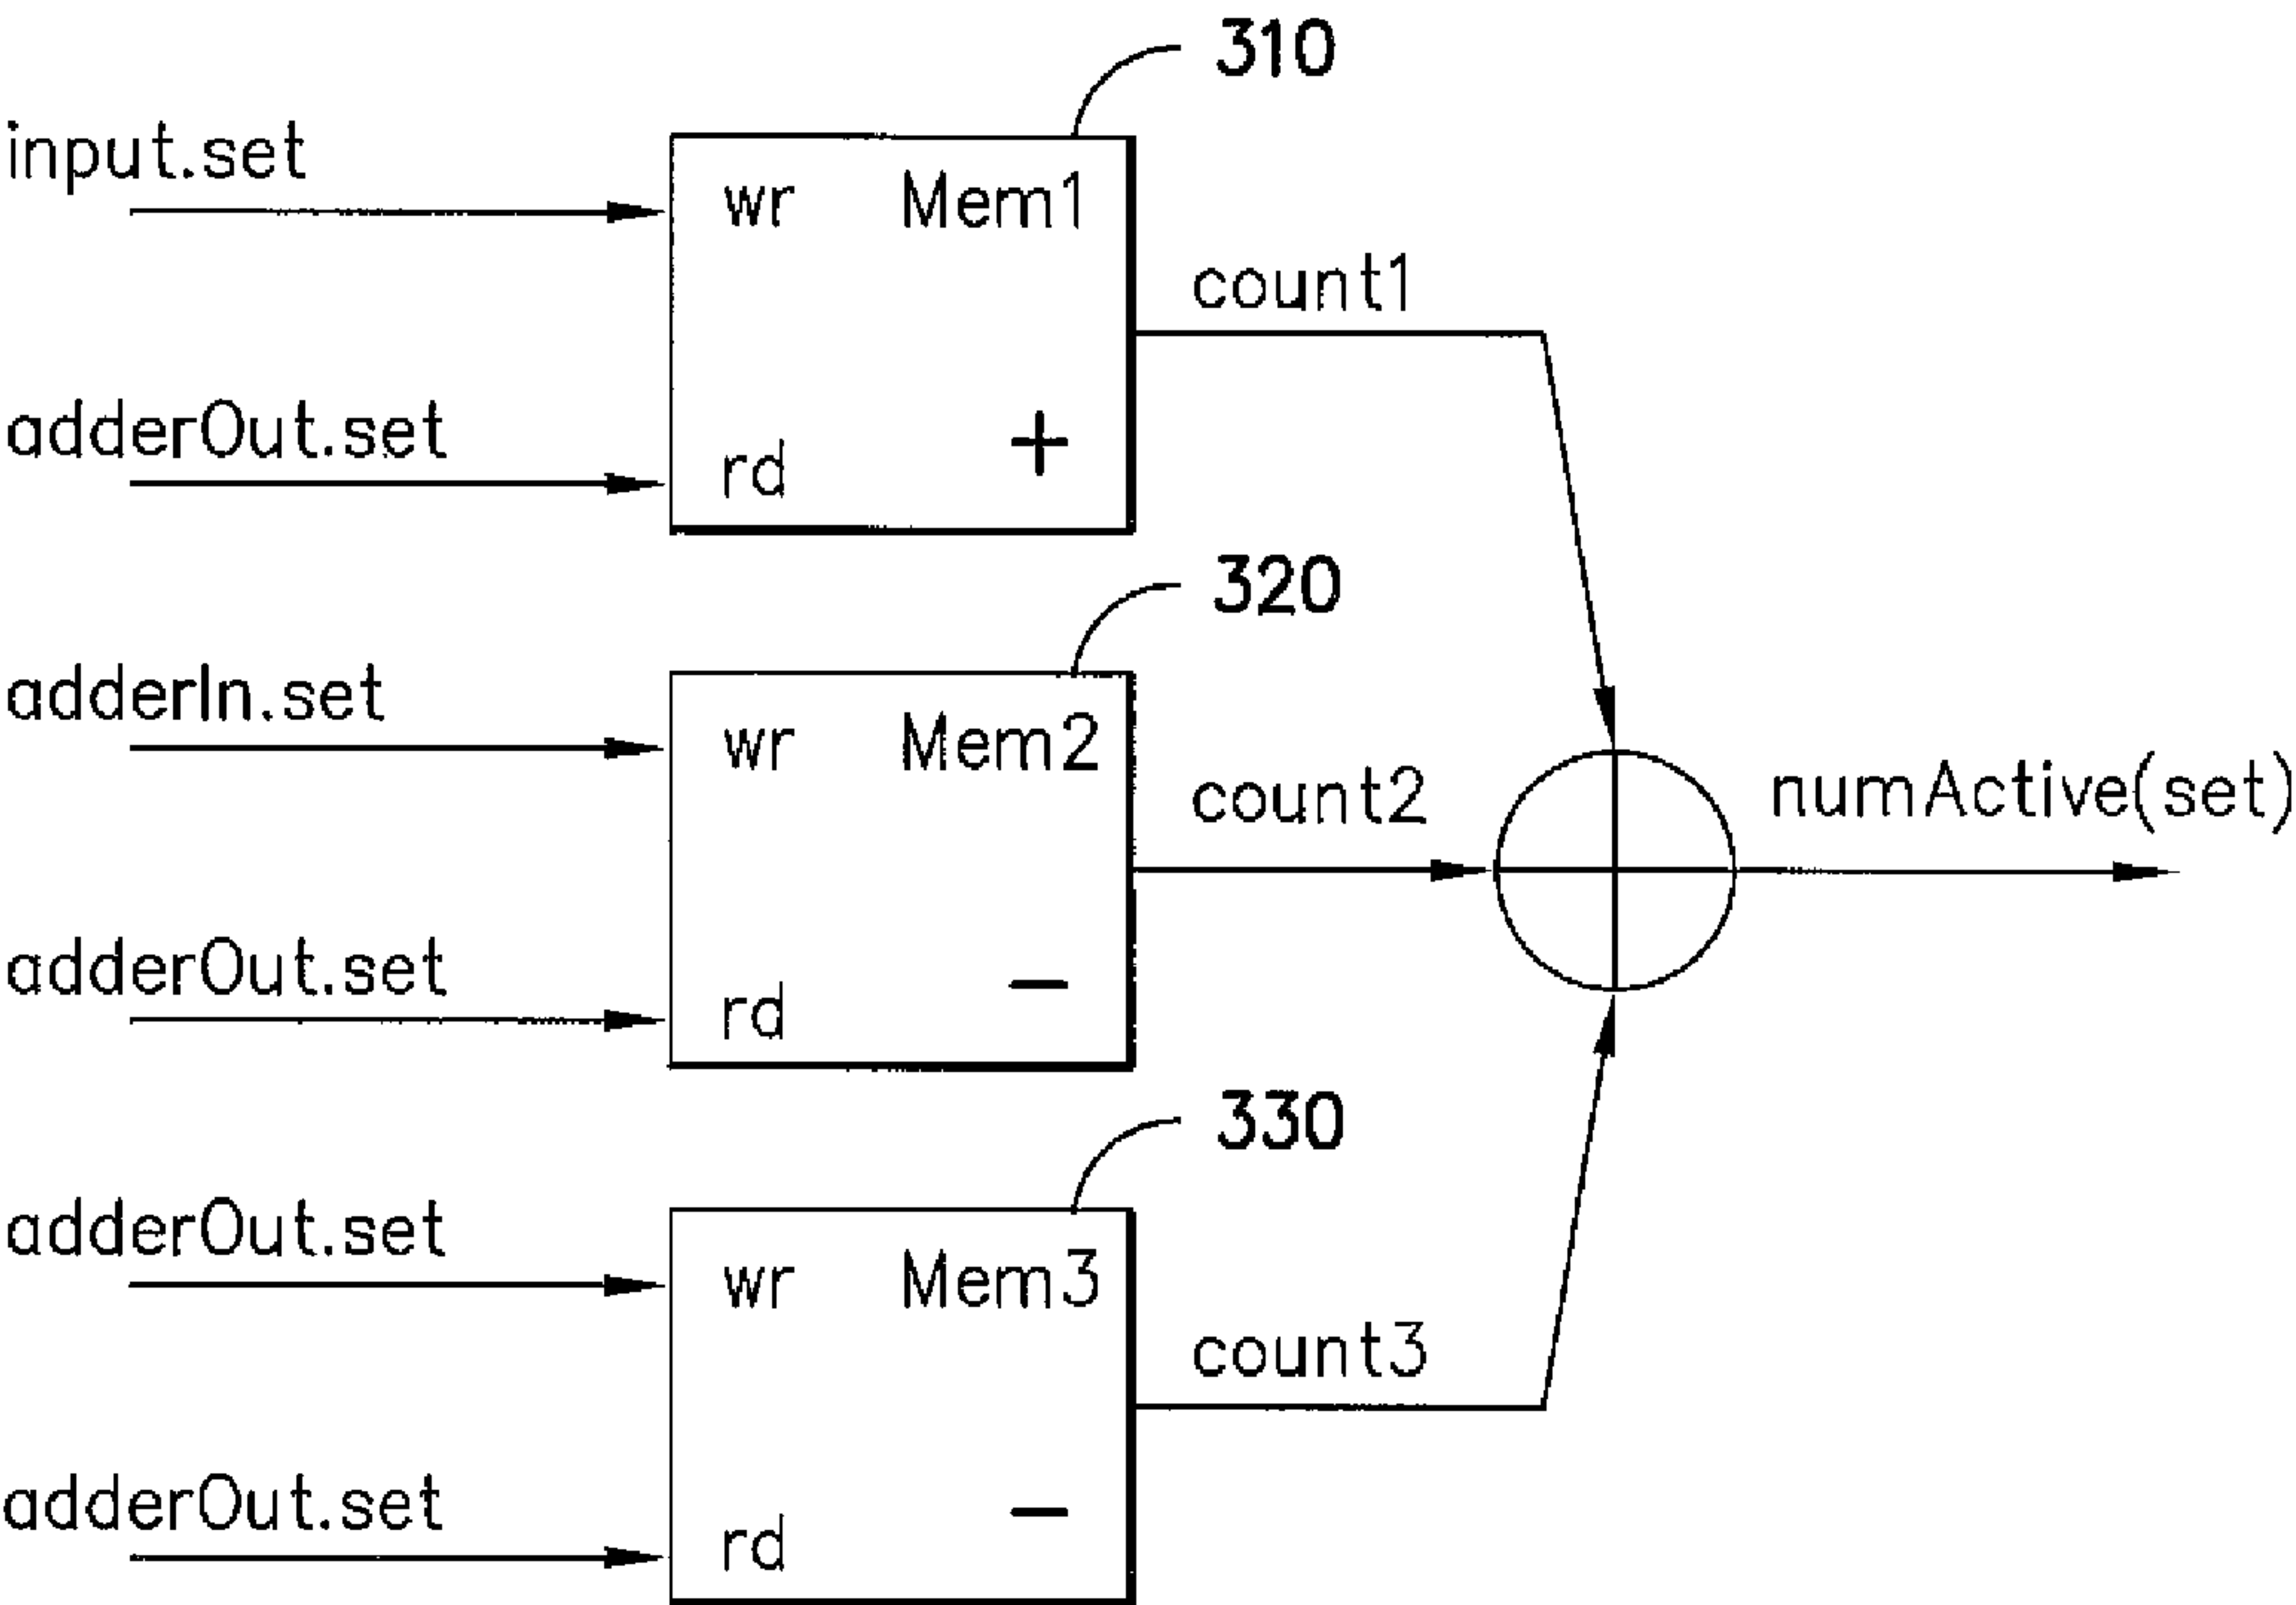 310
input.set
wr Mem1
count1
adderOut.set
rd +
320
adderIn.set
wr Mem2
count2
numActive(set)
adderOut.set
rd −
330
adderOut.set
wr Mem3
count3
adderOut.set
rd −